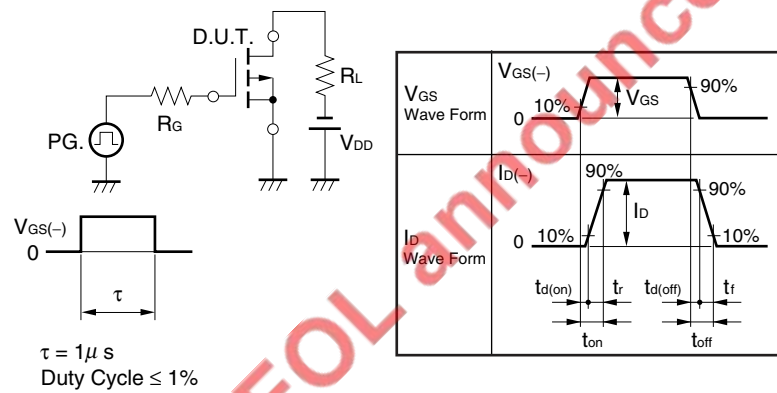 D.U.T.
RL
RG
PG.
VDD
VGS(−)
0
τ
τ = 1μ s
Duty Cycle ≤ 1%
VGS
Wave Form
VGS(−)
10%
0
VGS
90%
ID
Wave Form
ID(−)
90%
90%
ID
0
10%
10%
td(on)
tr
td(off)
tf
ton
toff
EOL announce